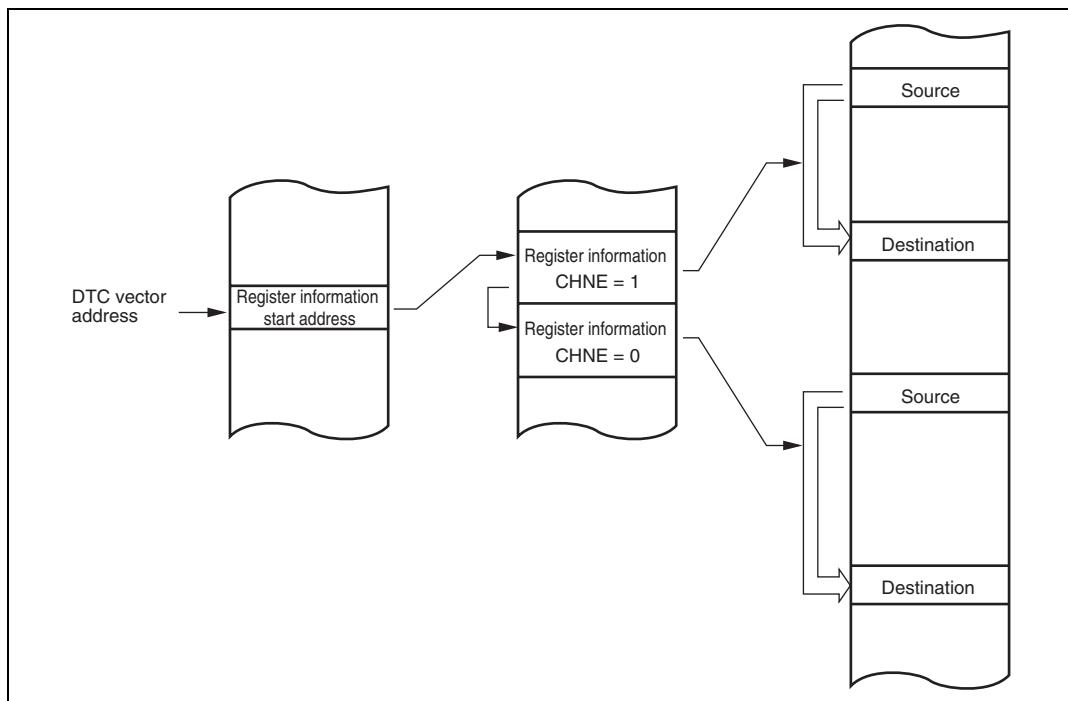 DTC vector
address
Register information
start address
Register information
CHNE = 1
Register information
CHNE = 0
Source
Destination
Source
Destination